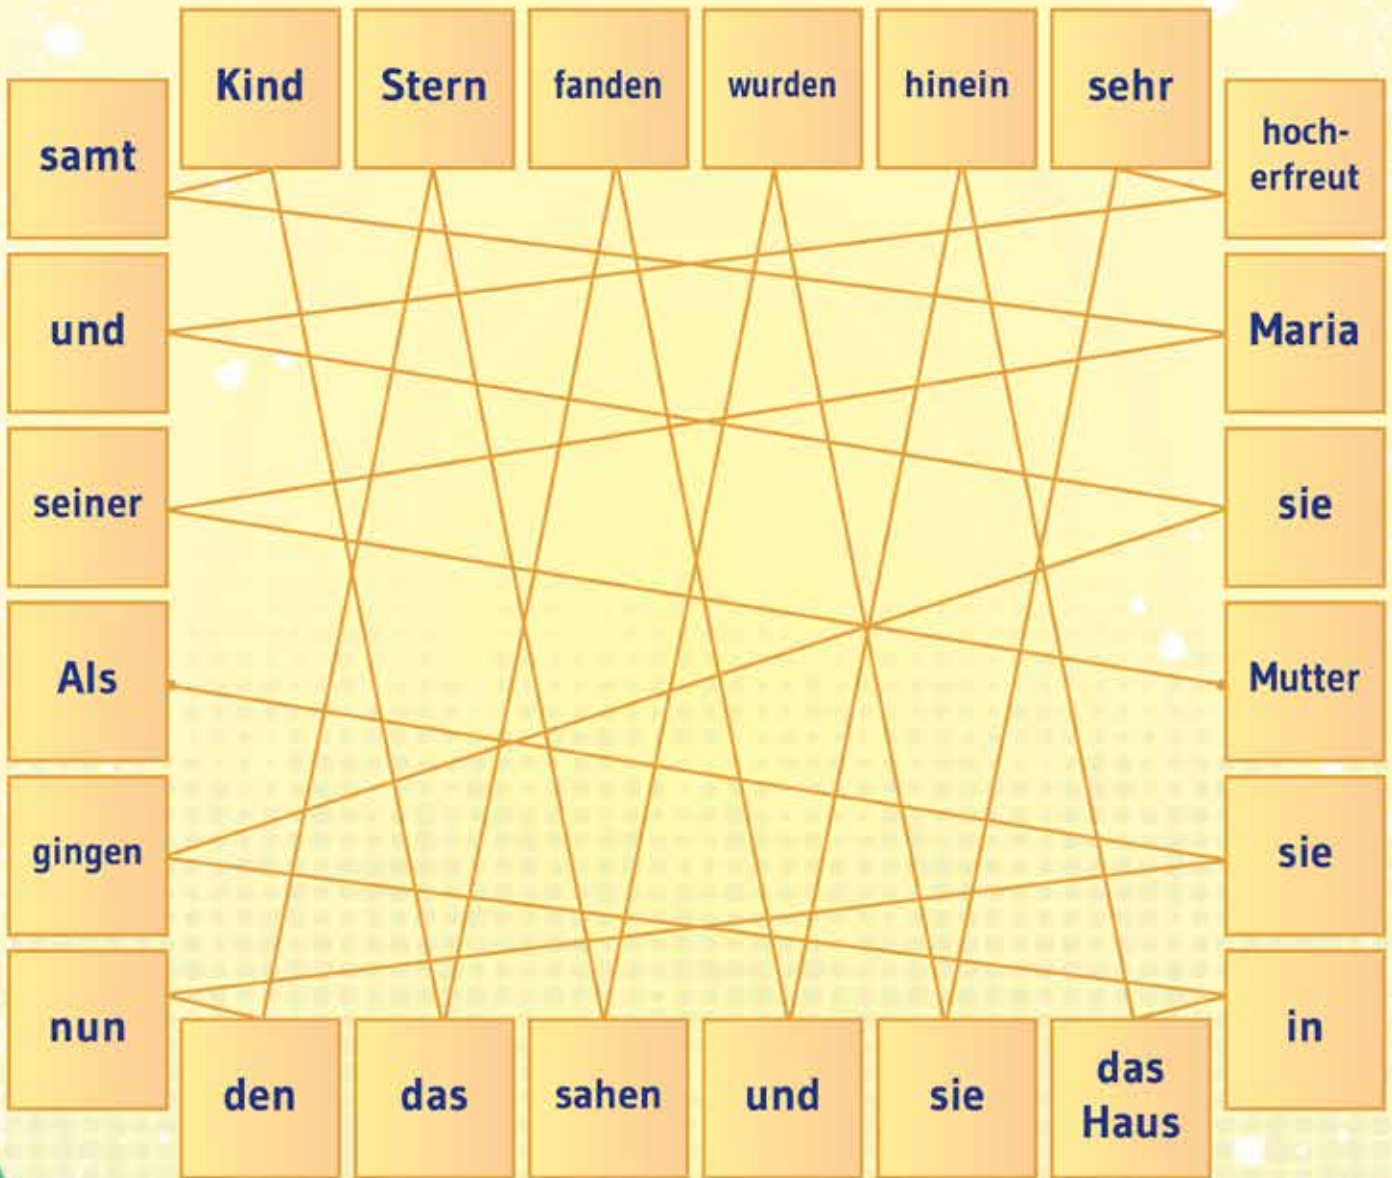 Kind
Stern
fanden
wurden
hinein
sehr
samt
hoch-
erfreut
und
Maria
seiner
sie
Als
Mutter
gingen
sie
nun
in
den
das
sahen
und
sie
das
Haus